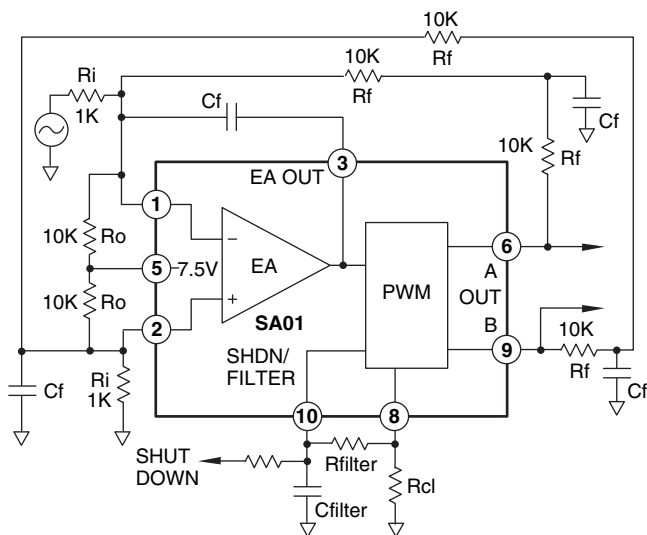 10K
Rf
10K
Rf
Ri
1K
Cf
Cf
10K
Rf
3
EA OUT
1
6
10K
Ro
5
7.5V
EA
PWM
A
OUT
10K
Ro
2
SA01
B
9
10K
Rf
SHDN/
FILTER
Cf
Ri
1K
Cf
10
8
SHUT
DOWN
Rfilter
Cfilter
Rcl
−
+